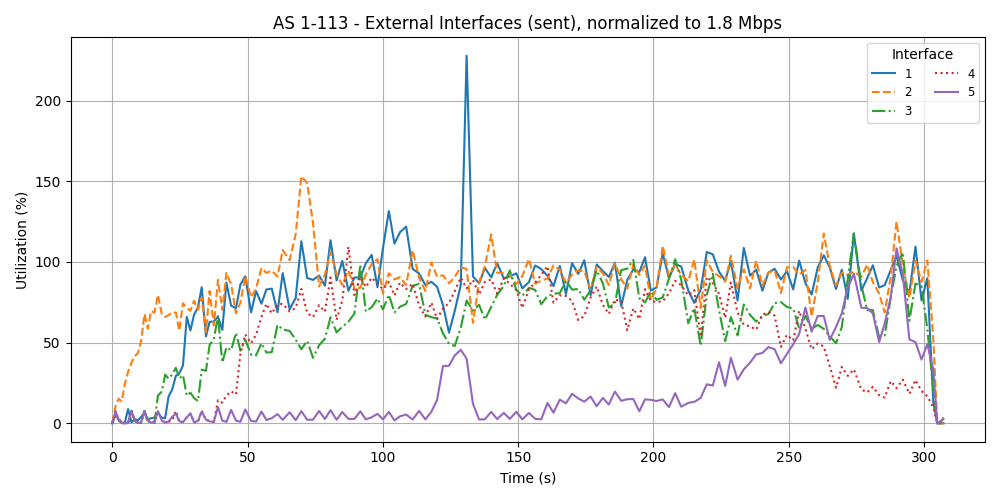 AS 1-113 - External Interfaces (sent), normalized to 1.8 Mbps
Utilization (%)
200
150
100
50
0
0 50 100 150 200 250 300
Time (s)
Interface
1 4
2 5
3